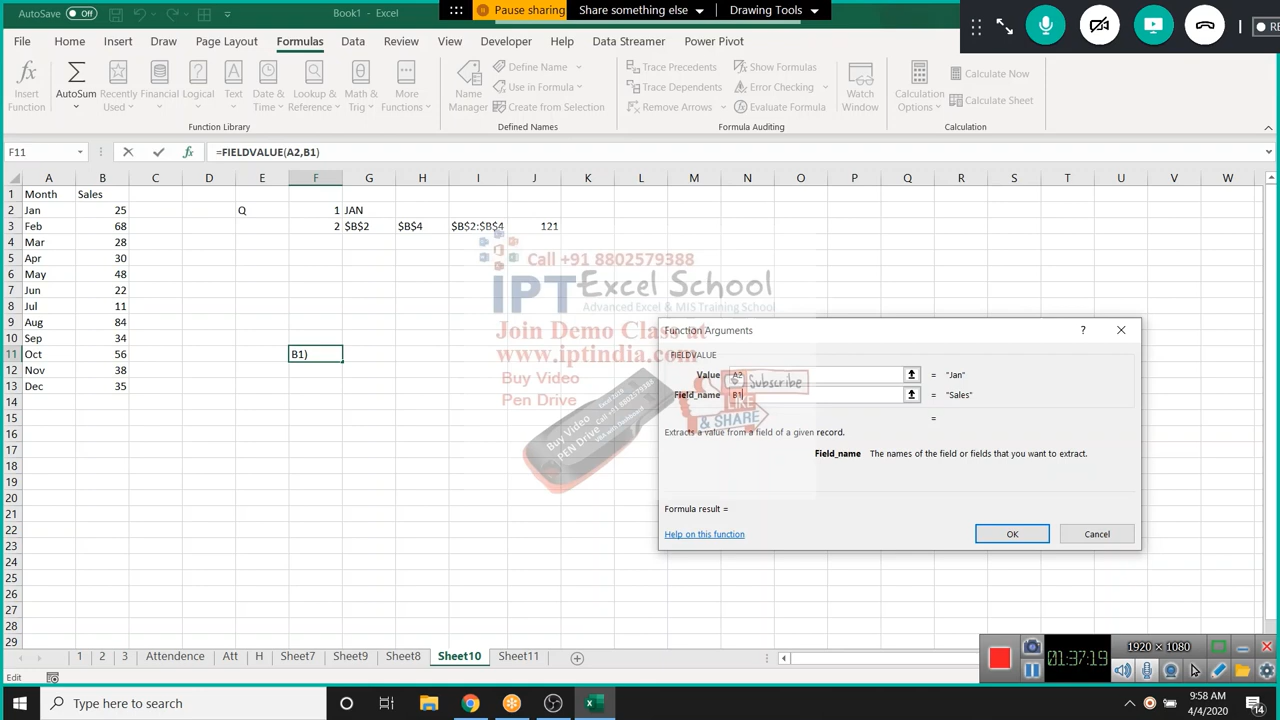 AutoSave Off Book1 - Excel Pause sharing Share something else Drawing Tools
File Home Insert Draw Page Layout Formulas Data Review View Developer Help Data Streamer Power Pivot
Insert Function
AutoSum
Recently Used
Financial
Logical
Text
Date & Time
Lookup & Reference
Math & Trig
More Functions
Function Library
Name Manager
Define Name
Use in Formula
Create from Selection
Defined Names
Trace Precedents
Trace Dependents
Remove Arrows
Show Formulas
Error Checking
Evaluate Formula
Formula Auditing
Watch Window
Calculation Options
Calculate Now
Calculate Sheet
Calculation
F11 fx =FIELDVALUE(A2,B1)
A B C D E F G H I J K L M N O P Q R S T U V W
1 Month Sales
2 Jan 25 Q 1 JAN
3 Feb 68 2 $B$2 $B$4 $B$2:$B$4 121
4 Mar 28
5 Apr 30
6 May 48
7 Jun 22
8 Jul 11
9 Aug 84
10 Sep 34
11 Oct 56 B1)
12 Nov 38
13 Dec 35
14
15
16
17
18
19
20
21
22
23
24
25
26
27
28
29
Call +91 8802579388
IPT Excel School
Advanced Excel & MIS Training School
Join Demo Class at
www.iptindia.com
Buy Video
Pen Drive
Buy Video
PEN Drive
Subscribe
LIKE
& SHARE
Function Arguments ? ×
FIELDVALUE
Value A2 = "Jan"
Field_name B1 = "Sales"
=
Extracts a value from a field of a given record.
Field_name The names of the field or fields that you want to extract.
Formula result =
Help on this function OK Cancel
1 2 3 Attendence Att H Sheet7 Sheet9 Sheet8 Sheet10 Sheet11
Edit
01:37:19
1920 × 1080
Type here to search
9:58 AM
4/4/2020
14